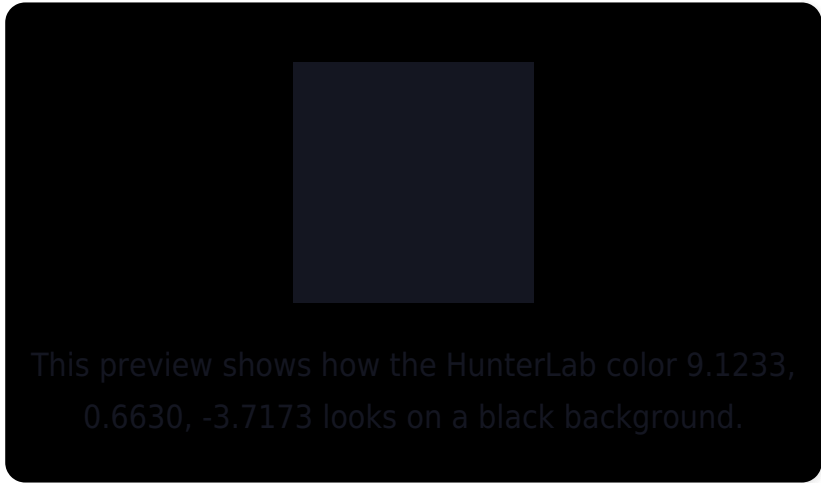 This preview shows how the HunterLab color 9.1233,
0.6630, -3.7173 looks on a black background.